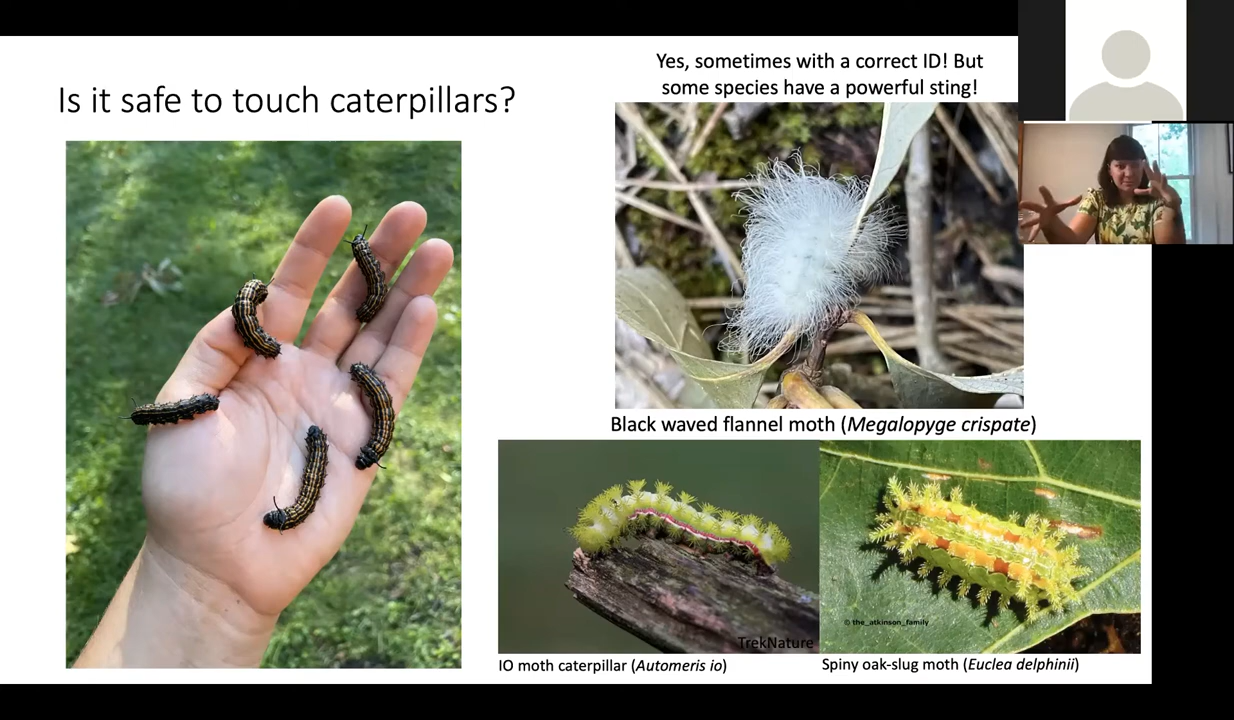 Is it safe to touch caterpillars?
Yes, sometimes with a correct ID! But
some species have a powerful sting!
Black waved flannel moth (Megalopyge crispate)
TrekNature
© the_atkinson_family
IO moth caterpillar (Automeris io)
Spiny oak-slug moth (Euclea delphinii)